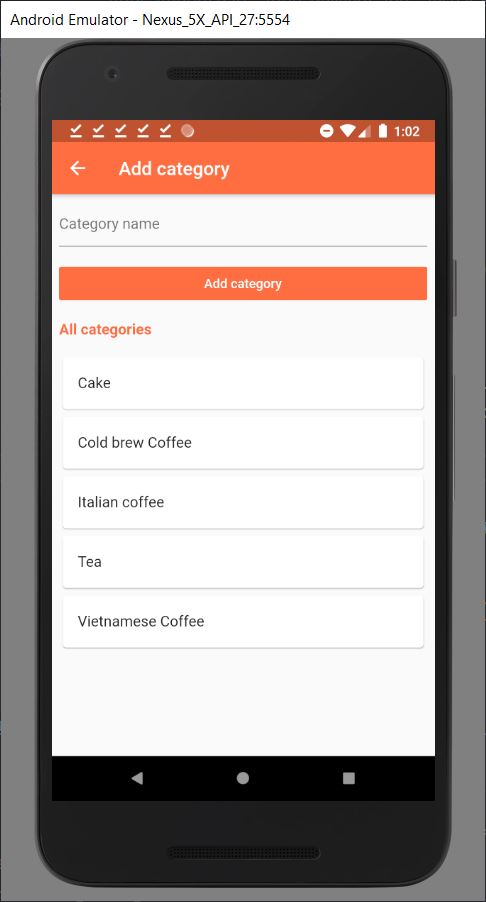 Android Emulator - Nexus_5X_API_27:5554
1:02
Add category
Category name
Add category
All categories
Cake
Cold brew Coffee
Italian coffee
Tea
Vietnamese Coffee